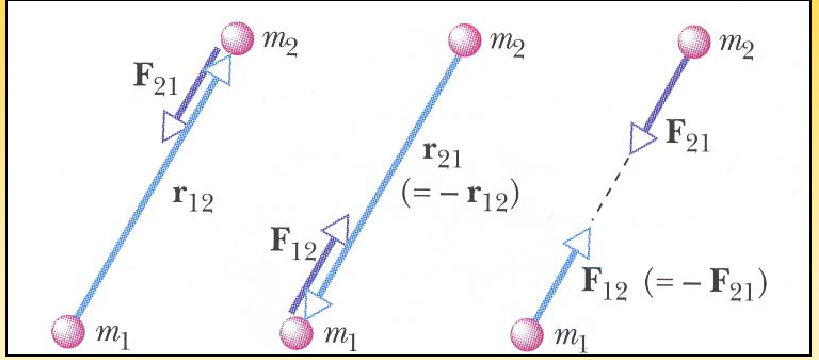 m₂
F₂₁
r₁₂
m₁
m₂
r₂₁
(= – r₁₂)
F₁₂
m₁
m₂
F₂₁
F₁₂ (= – F₂₁)
m₁